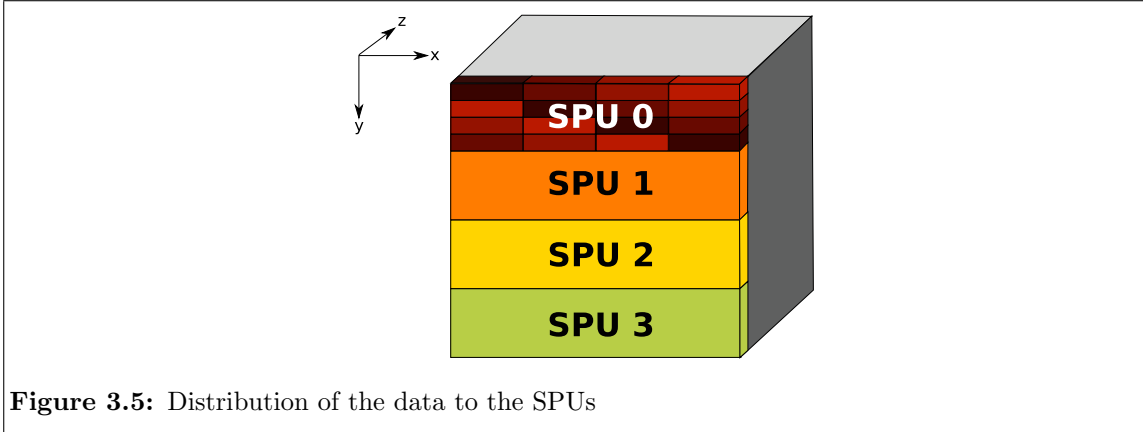 z
x
y
SPU 0
SPU 1
SPU 2
SPU 3
Figure 3.5: Distribution of the data to the SPUs